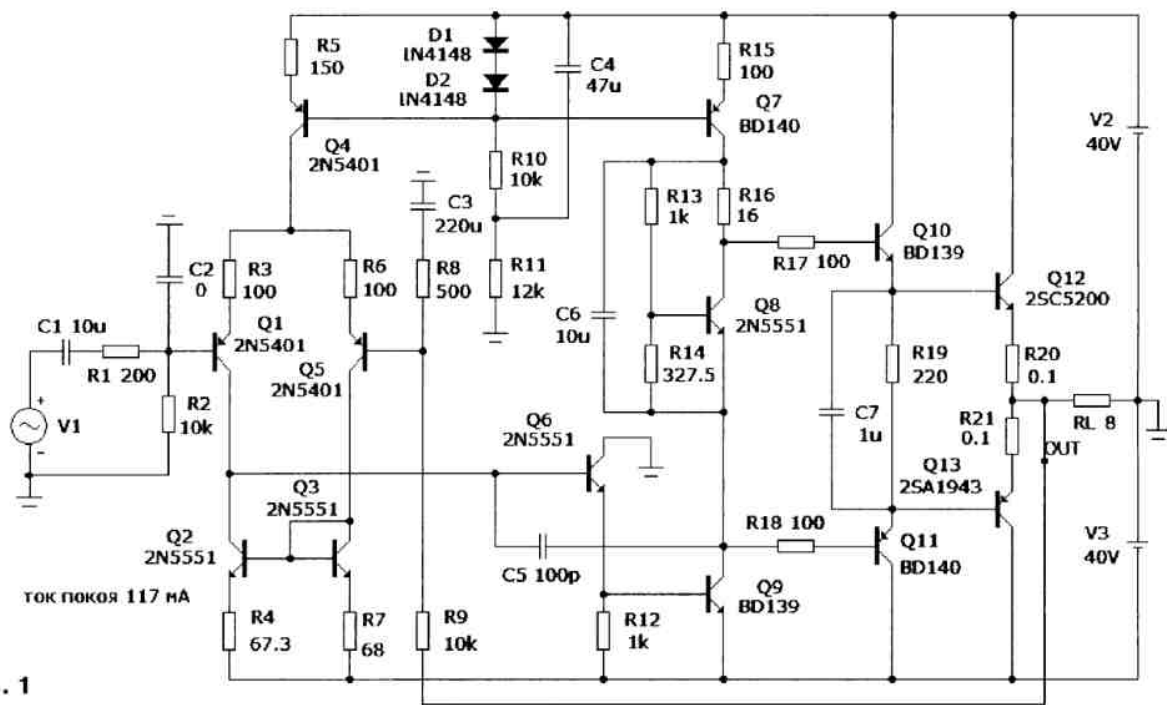 R5
150
D1
IN4148
D2
IN4148
C4
47u
R15
100
Q7
BD140
V2
40V
Q4
2N5401
R10
10k
C3
220u
R13
1k
R16
16
Q10
BD139
R17 100
Q12
2SC5200
C2
0
R3
100
R6
100
R8
500
R11
12k
C1 10u
Q1
2N5401
R1 200
Q5
2N5401
C6
10u
Q8
2N5551
R14
327.5
R19
220
R20
0.1
C7
1u
RL 8
R21
0.1
OUT
V1
R2
10k
Q6
2N5551
Q13
2SA1943
Q3
2N5551
Q2
2N5551
R18 100
C5 100p
Q11
BD140
V3
40V
Q9
BD139
ток покоя 117 мА
R4
67.3
R7
68
R9
10k
R12
1k
. 1